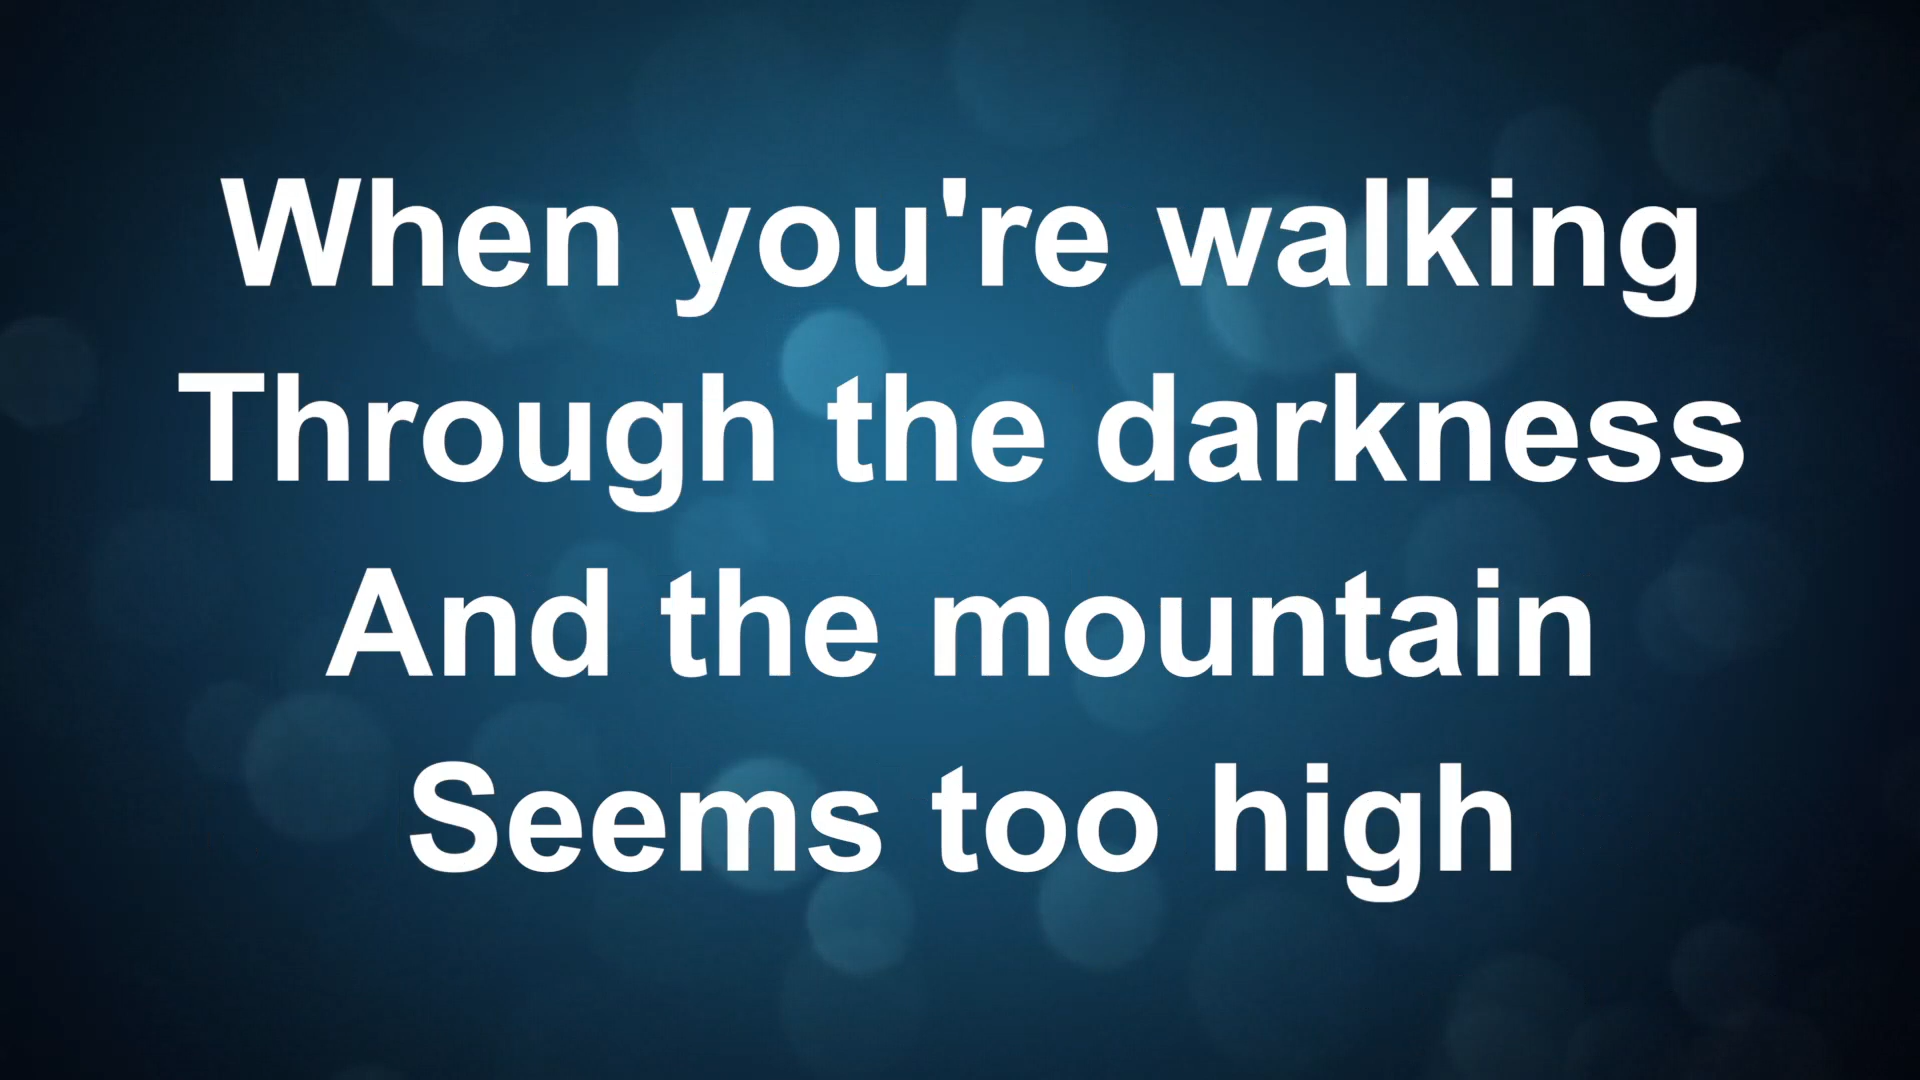 When you're walking
Through the darkness
And the mountain
Seems too high